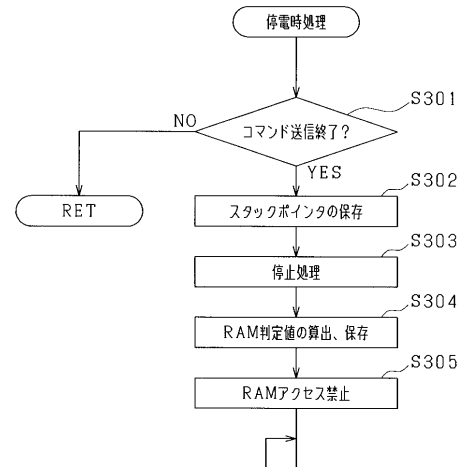 停電時処理
S301
コマンド送信終了?
NO
YES
RET
S302
スタックポインタの保存
S303
停止処理
S304
RAM判定値の算出、保存
S305
RAMアクセス禁止